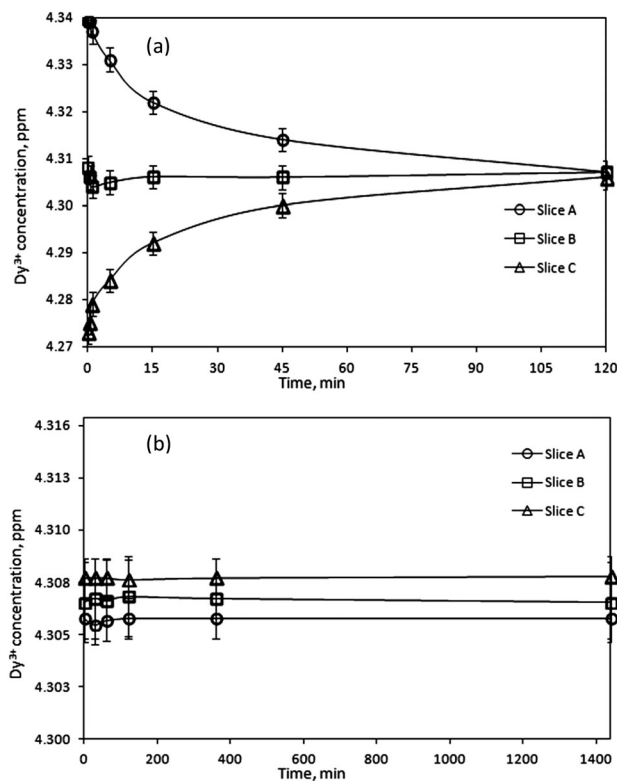 (a)
Dy³⁺ concentration, ppm
4.34
4.33
4.32
4.31
4.30
4.29
4.28
4.27
Slice A
Slice B
Slice C
0 15 30 45 60 75 90 105 120
Time, min
(b)
Dy³⁺ concentration, ppm
4.316
4.313
4.310
4.308
4.305
4.303
4.300
Slice A
Slice B
Slice C
0 200 400 600 800 1000 1200 1400
Time, min